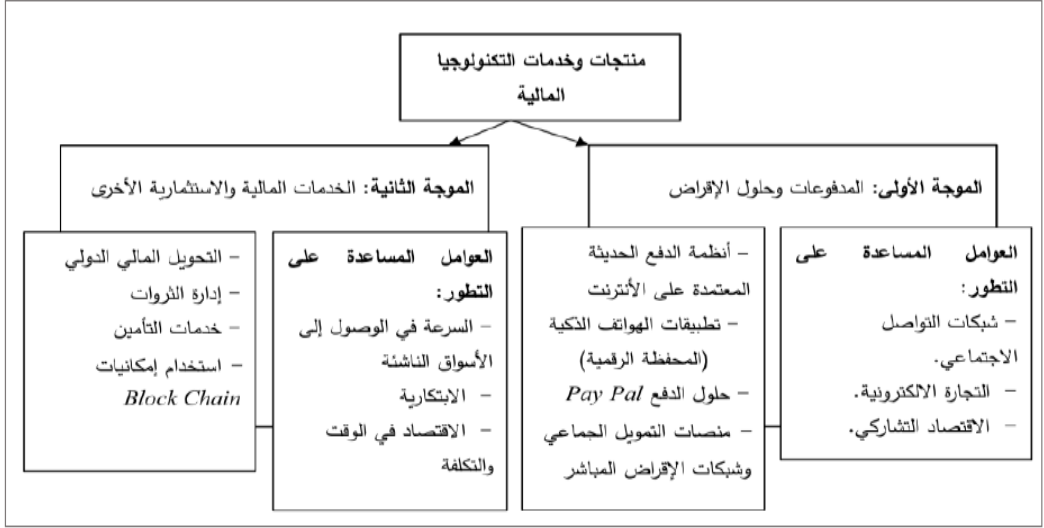 منتجات وخدمات التكنولوجيا
المالية
الموجة الأولى: المدفوعات وحلول الإقراض
العوامل المساعدة على
التطور:
– شبكات التواصل
الاجتماعي.
– التجارة الالكترونية.
– الاقتصاد التشاركي.
– أنظمة الدفع الحديثة
المعتمدة على الأنترنت
– تطبيقات الهواتف الذكية
(المحفظة الرقمية)
– حلول الدفع Pay Pal
– منصات التمويل الجماعي
وشبكات الإقراض المباشر
الموجة الثانية: الخدمات المالية والاستثمارية الأخرى
العوامل المساعدة على
التطور:
– السرعة في الوصول إلى
الأسواق الناشئة
– الابتكارية
– الاقتصاد في الوقت
والتكلفة
– التحويل المالي الدولي
– إدارة الثروات
– خدمات التأمين
– استخدام إمكانيات
Block Chain